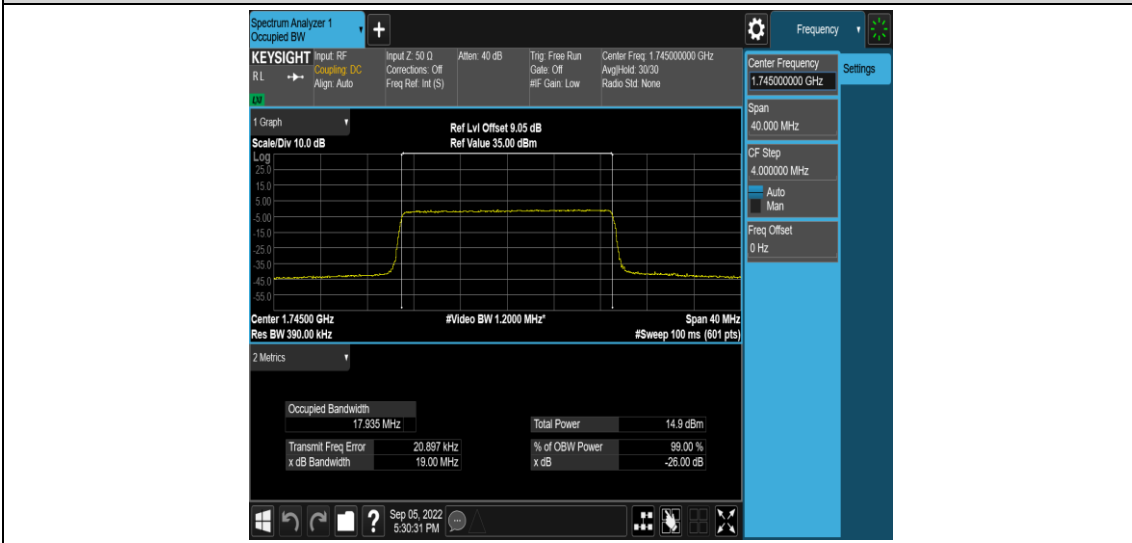 Spectrum Analyzer 1
Occupied BW
+
Frequency
KEYSIGHT
R L
LXI
Input: RF
Coupling: DC
Align: Auto
Input Z: 50 Ω
Corrections: Off
Freq Ref: Int (S)
Atten: 40 dB
Trig: Free Run
Gate: Off
#IF Gain: Low
Center Freq: 1.745000000 GHz
Avg|Hold: 30/30
Radio Std: None
Center Frequency
1.745000000 GHz
Settings
Span
40.000 MHz
CF Step
4.000000 MHz
Auto
Man
Freq Offset
0 Hz
1 Graph
Scale/Div 10.0 dB
Ref Lvl Offset 9.05 dB
Ref Value 35.00 dBm
Log
25.0
15.0
5.00
-5.00
-15.0
-25.0
-35.0
-45.0
-55.0
Center 1.74500 GHz
#Video BW 1.2000 MHz*
Span 40 MHz
Res BW 390.00 kHz
#Sweep 100 ms (601 pts)
2 Metrics
Occupied Bandwidth
17.935 MHz
Total Power 14.9 dBm
Transmit Freq Error 20.897 kHz
% of OBW Power 99.00 %
x dB Bandwidth 19.00 MHz
x dB -26.00 dB
?
Sep 05, 2022
5:30:31 PM